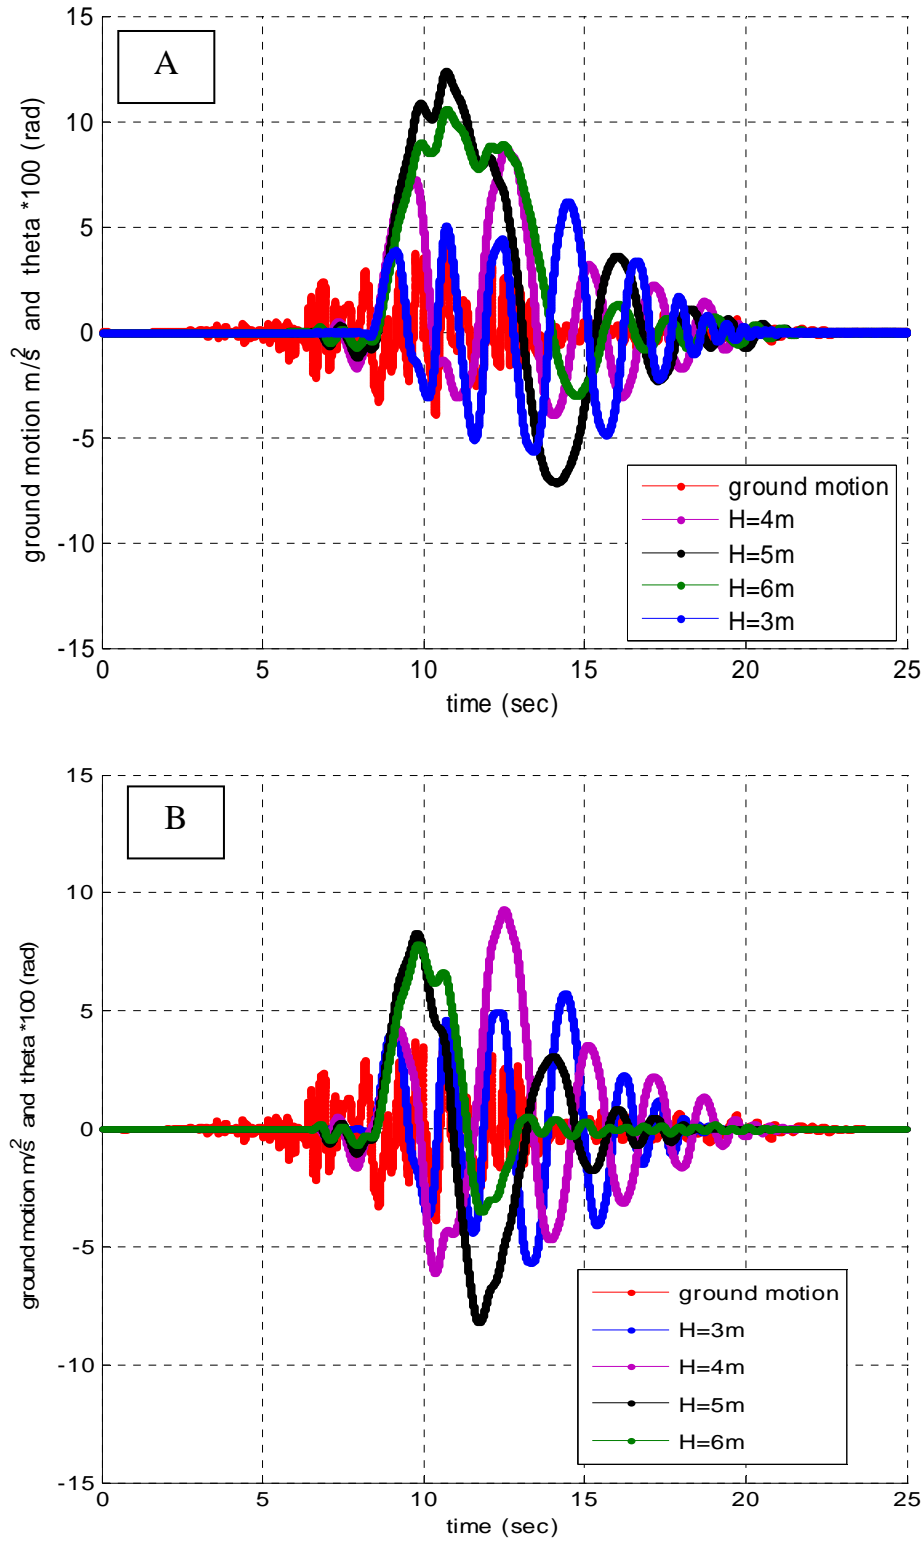 A
15
10
5
0
-5
-10
-15
0 5 10 15 20 25
ground motion m/s² and theta *100 (rad)
time (sec)
ground motion
H=4m
H=5m
H=6m
H=3m
B
15
10
5
0
-5
-10
-15
0 5 10 15 20 25
ground motion m/s² and theta *100 (rad)
time (sec)
ground motion
H=3m
H=4m
H=5m
H=6m